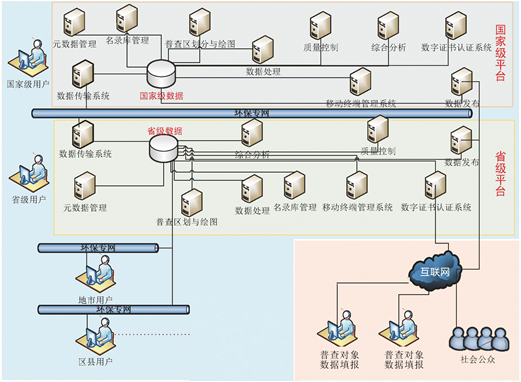 元数据管理
名录库管理
普查区划分与绘图
数据处理
质量控制
综合分析
数字证书认证系统
国家级平台
国家级用户
数据传输系统
国家级数据
移动终端管理系统
数据发布
环保专网
数据传输系统
省级数据
综合分析
质量控制
数据发布
省级平台
省级用户
元数据管理
普查区划与绘图
数据处理
名录库管理
移动终端管理系统
数字证书认证系统
环保专网
地市用户
环保专网
区县用户
互联网
普查对象
数据填报
普查对象
数据填报
社会公众